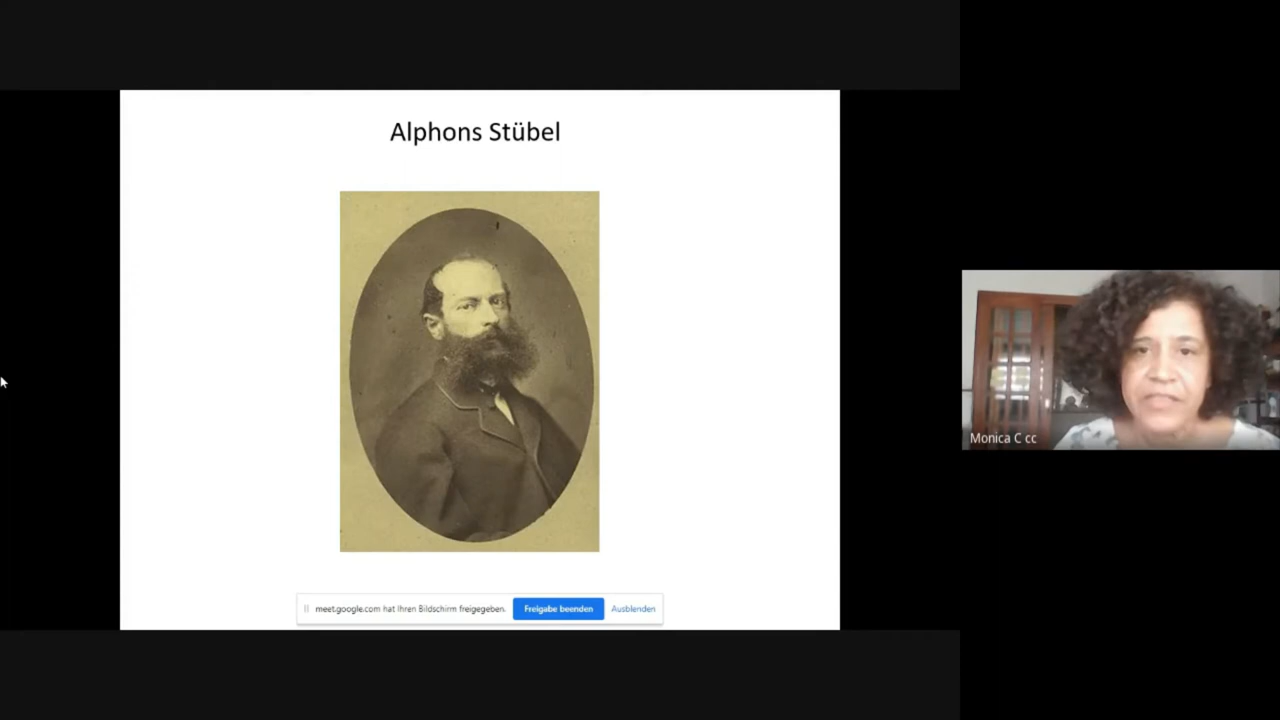 Alphons Stübel
meet.google.com hat Ihren Bildschirm freigegeben. Freigabe beenden Ausblenden
Monica C cc